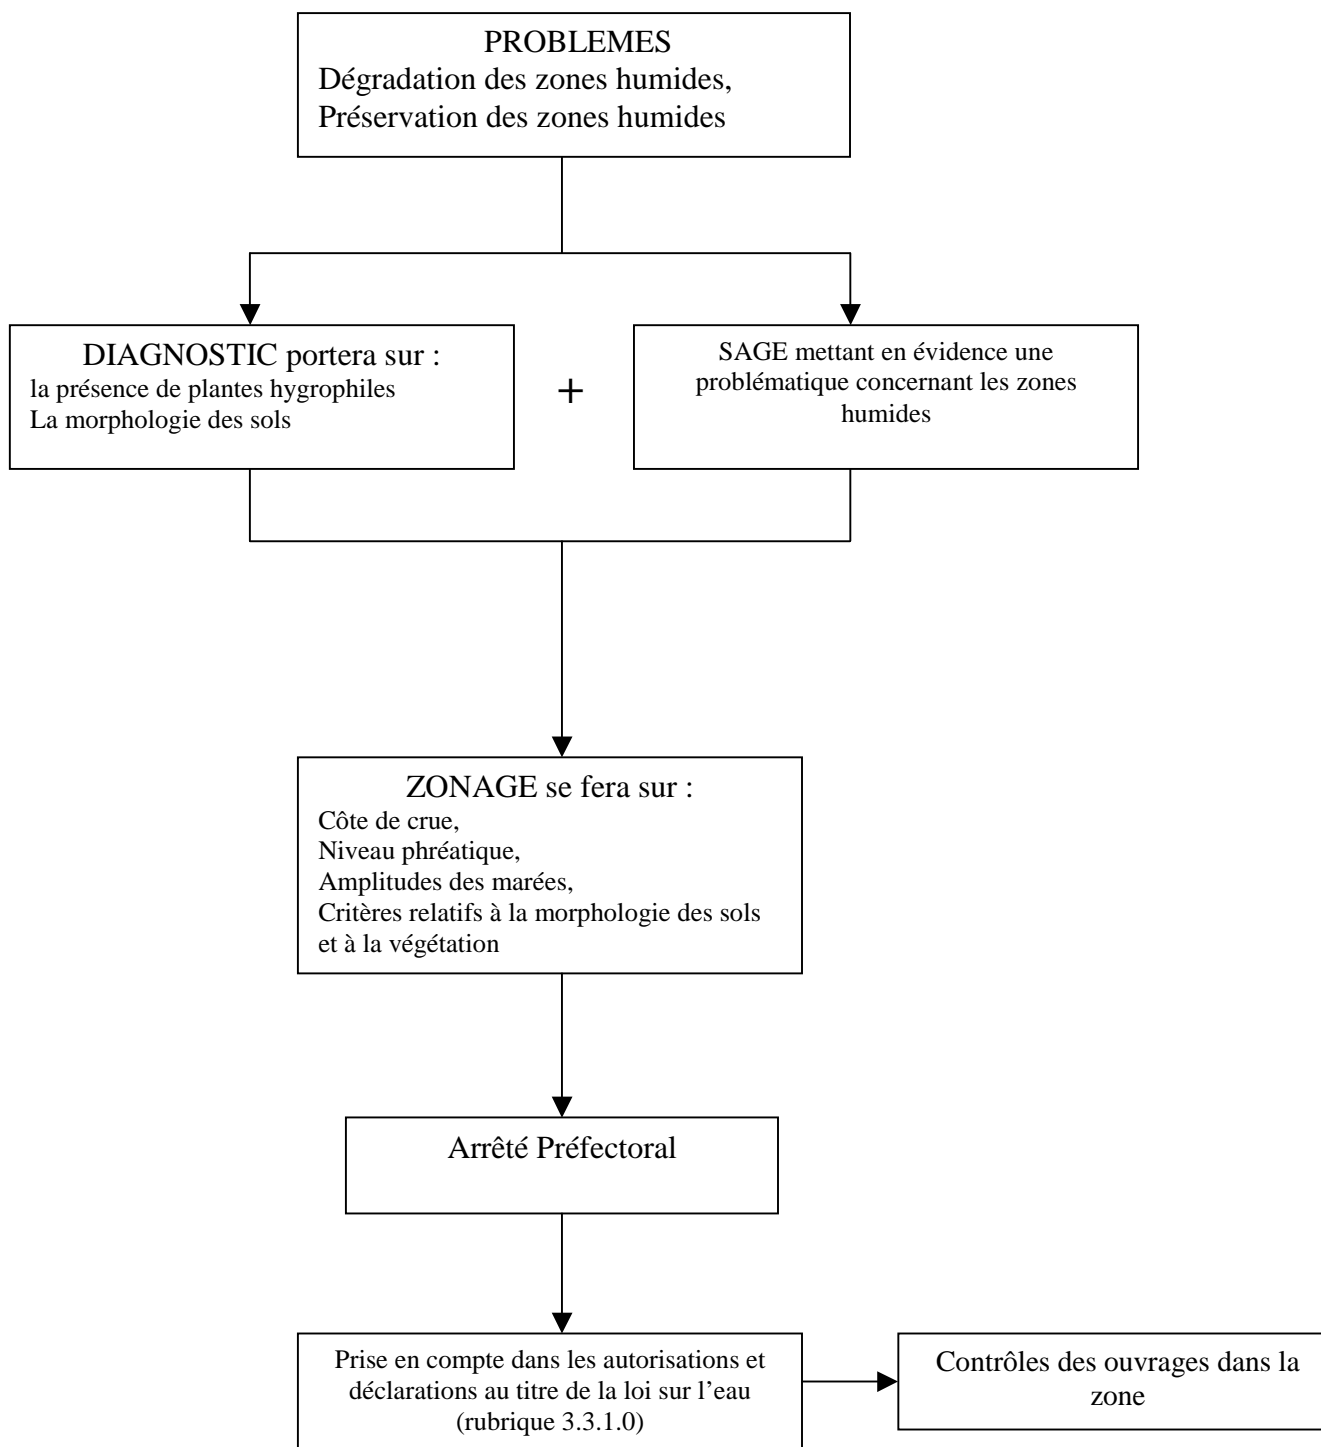 PROBLEMES
Dégradation des zones humides,
Préservation des zones humides
DIAGNOSTIC portera sur :
la présence de plantes hygrophiles
La morphologie des sols
+
SAGE mettant en évidence une
problématique concernant les zones
humides
ZONAGE se fera sur :
Côte de crue,
Niveau phréatique,
Amplitudes des marées,
Critères relatifs à la morphologie des sols
et à la végétation
Arrêté Préfectoral
Prise en compte dans les autorisations et
déclarations au titre de la loi sur l’eau
(rubrique 3.3.1.0)
Contrôles des ouvrages dans la
zone